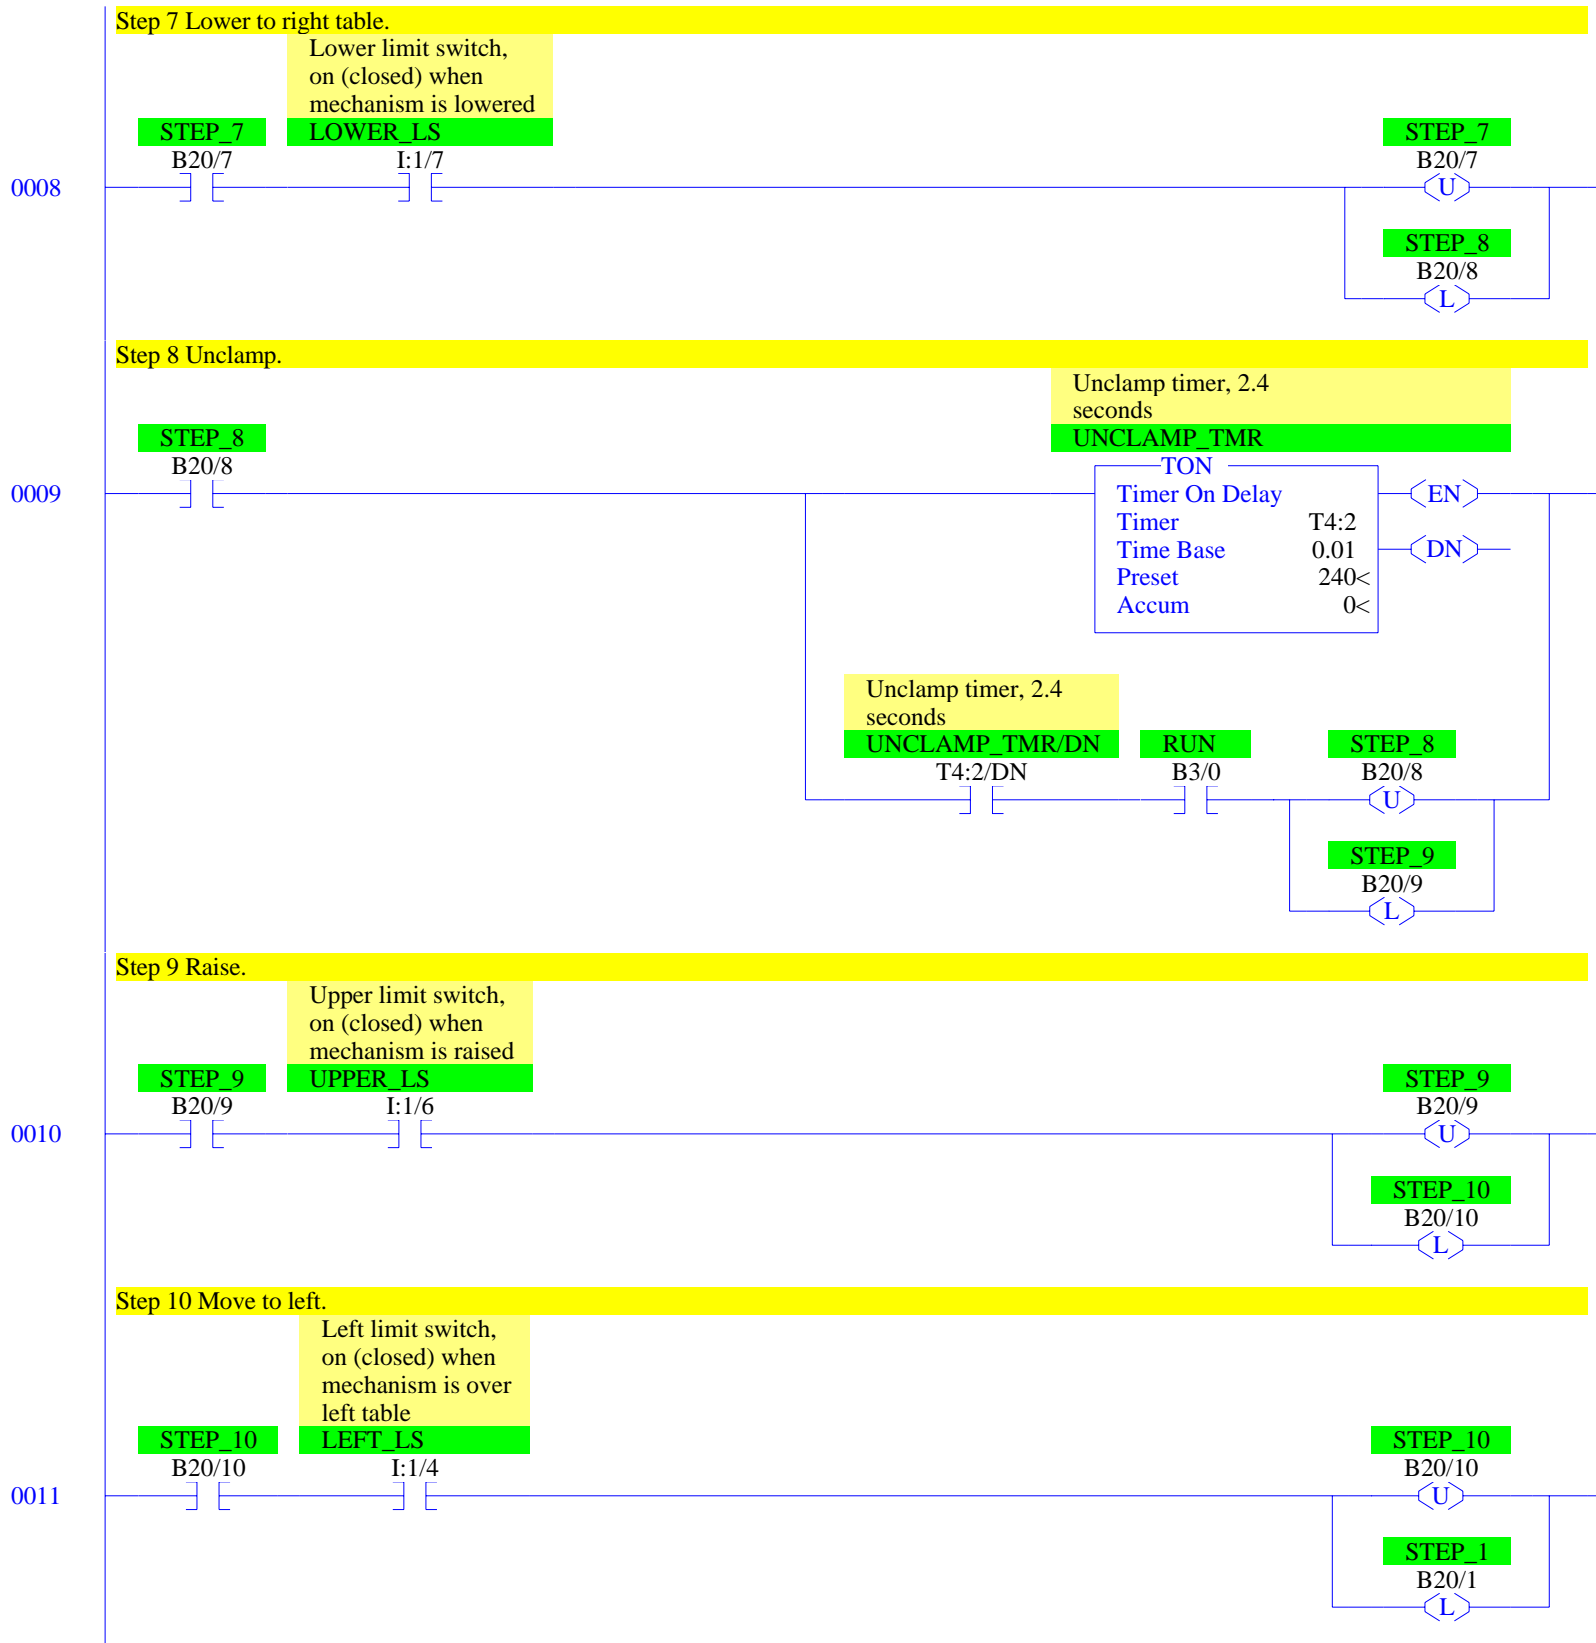 Step 7 Lower to right table.
Lower limit switch,
on (closed) when
mechanism is lowered
STEP_7 LOWER_LS STEP_7
B20/7 I:1/7 B20/7
0008 U
STEP_8
B20/8
L
Step 8 Unclamp.
Unclamp timer, 2.4
seconds
STEP_8 UNCLAMP_TMR
B20/8 TON
0009 Timer On Delay EN
Timer T4:2
Time Base 0.01 DN
Preset 240<
Accum 0<
Unclamp timer, 2.4
seconds
UNCLAMP_TMR/DN RUN STEP_8
T4:2/DN B3/0 B20/8
U
STEP_9
B20/9
L
Step 9 Raise.
Upper limit switch,
on (closed) when
mechanism is raised
STEP_9 UPPER_LS STEP_9
B20/9 I:1/6 B20/9
0010 U
STEP_10
B20/10
L
Step 10 Move to left.
Left limit switch,
on (closed) when
mechanism is over
left table
STEP_10 LEFT_LS STEP_10
B20/10 I:1/4 B20/10
0011 U
STEP_1
B20/1
L